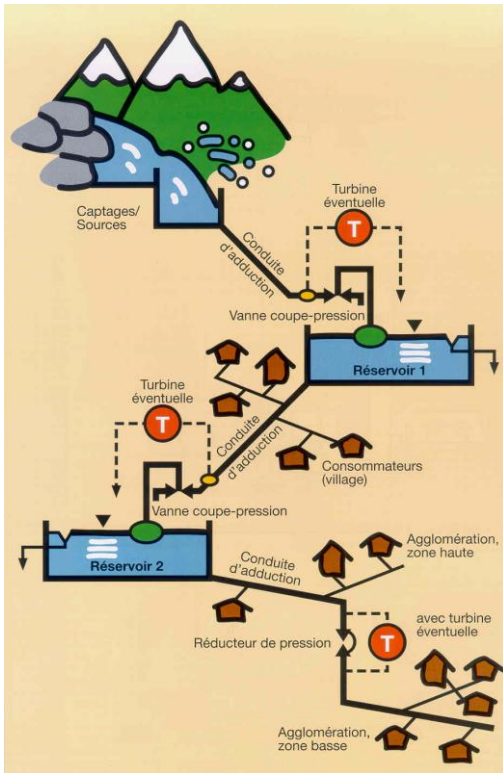 Captages/
Sources
Turbine
éventuelle
T
Conduite
d'adduction
Vanne coupe-pression
Réservoir 1
Turbine
éventuelle
T
Conduite
d'adduction
Consommateurs
(village)
Vanne coupe-pression
Réservoir 2
Conduite
d'adduction
Agglomération,
zone haute
Réducteur de pression
T
avec turbine
éventuelle
Agglomération,
zone basse